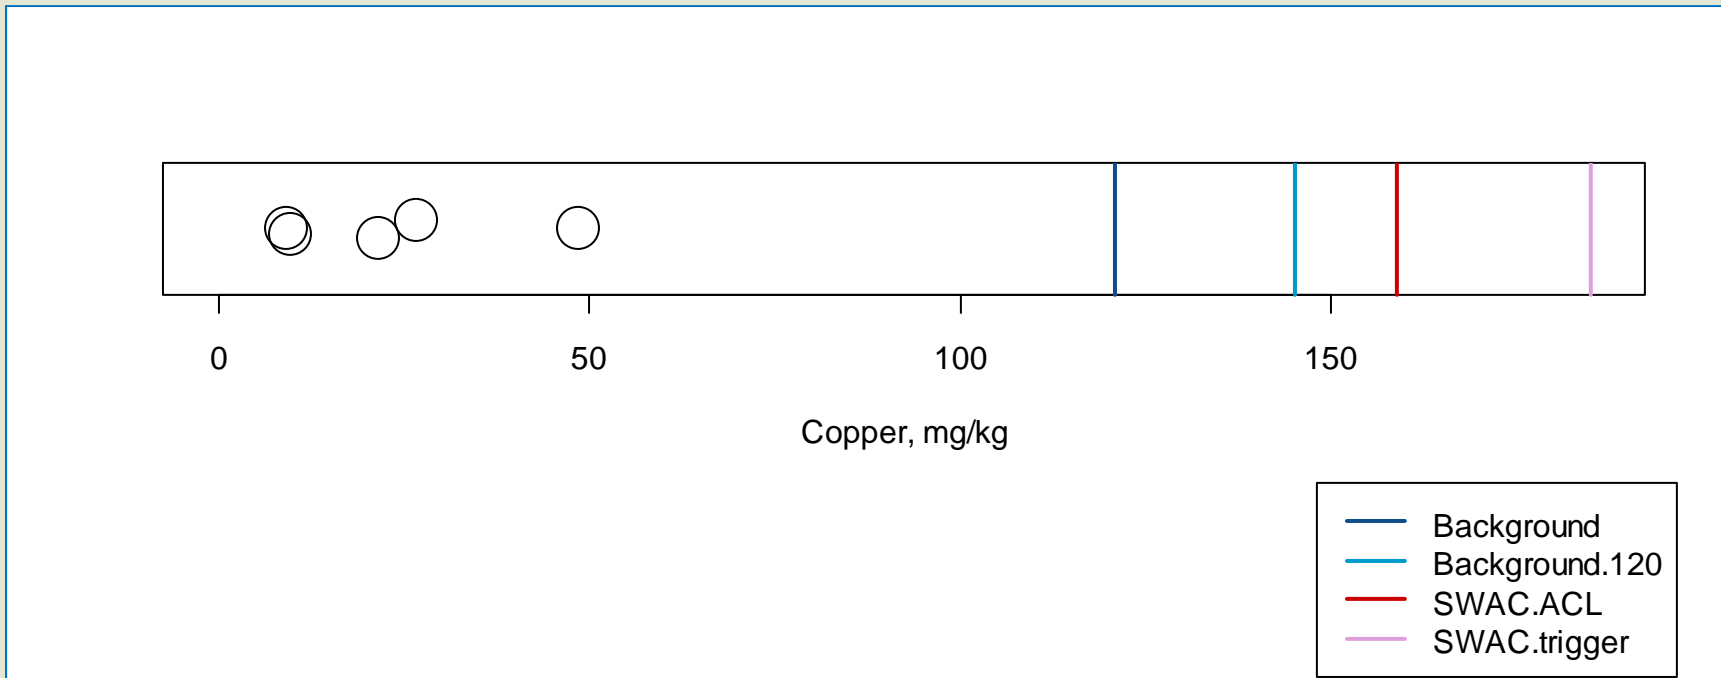 0 50 100 150
Copper, mg/kg
Background
Background.120
SWAC.ACL
SWAC.trigger